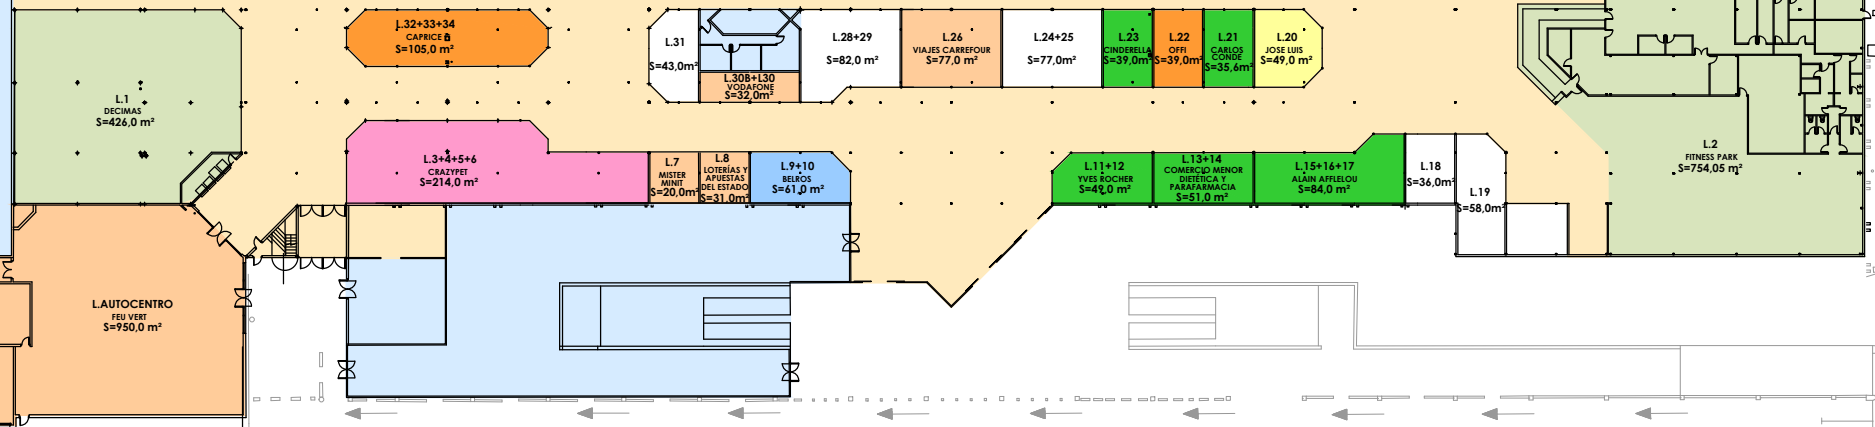 L.1
DECIMAS
S=426,0 m²
L.32+33+34
CAPRICE
S=105,0 m²
L.31
S=43,0m²
L.30B+L30
VODAFONE
S=32,0m²
L.28+29
S=82,0 m²
L.26
VIAJES CARREFOUR
S=77,0 m²
L.24+25
S=77,0m²
L.23
CINDERELLA
S=39,0m²
L.22
OFFI
S=39,0m²
L.21
CARLOS
CONDE
S=35,6m²
L.20
JOSE LUIS
S=49,0 m²
L.3+4+5+6
CRAZYPET
S=214,0 m²
L.7
MISTER
MINIT
S=20,0m²
L.8
LOTERÍAS Y
APUESTAS
DEL ESTADO
S=31,0m²
L.9+10
BELROS
S=61,0 m²
L.11+12
YVES ROCHER
S=49,0 m²
L.13+14
COMERCIO MENOR
DIETÉTICA Y
PARAFARMACIA
S=51,0 m²
L.15+16+17
ALAIN AFFLELOU
S=84,0 m²
L.18
S=36,0m²
L.19
S=58,0m²
L.2
FITNESS PARK
S=754,05 m²
L.AUTOCENTRO
FEU VERT
S=950,0 m²